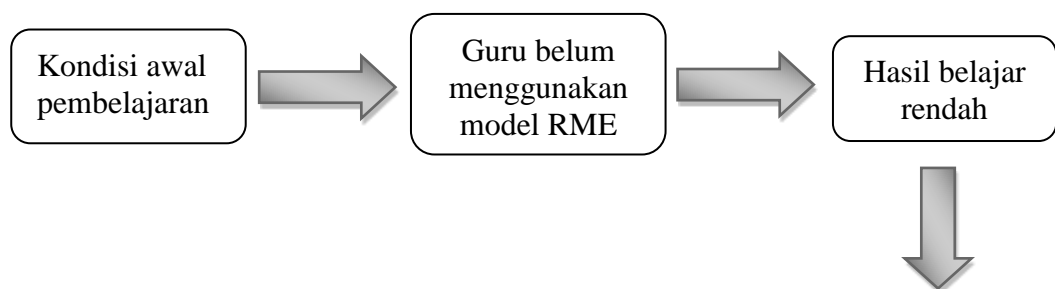 Kondisi awal
pembelajaran
Guru belum
menggunakan
model RME
Hasil belajar
rendah